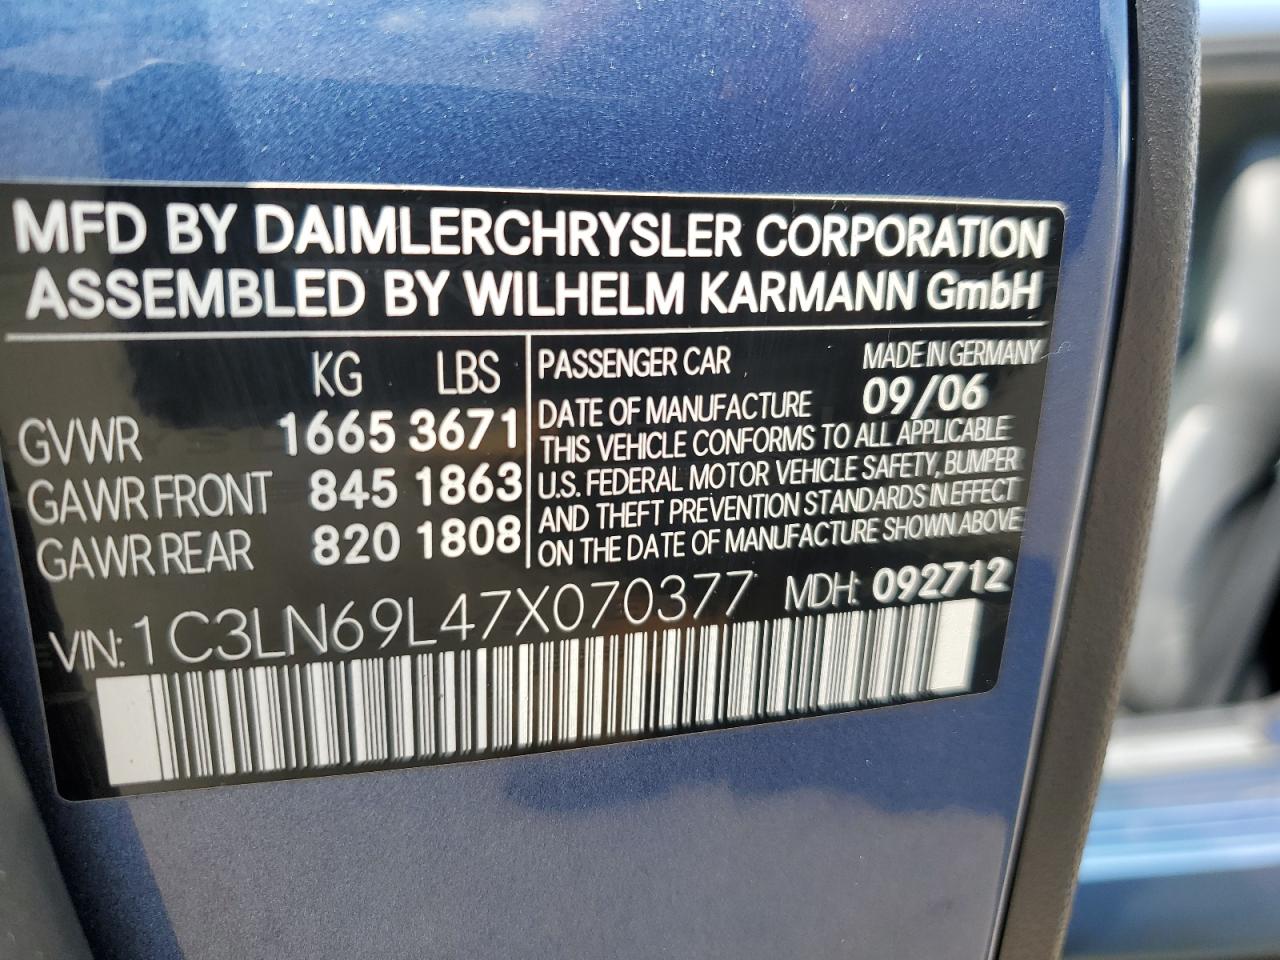 MFD BY DAIMLERCHRYSLER CORPORATION
ASSEMBLED BY WILHELM KARMANN GmbH
KG LBS
GVWR 1665 3671
GAWR FRONT 845 1863
GAWR REAR 820 1808
PASSENGER CAR MADE IN GERMANY
DATE OF MANUFACTURE 09/06
THIS VEHICLE CONFORMS TO ALL APPLICABLE
U.S. FEDERAL MOTOR VEHICLE SAFETY, BUMPER
AND THEFT PREVENTION STANDARDS IN EFFECT
ON THE DATE OF MANUFACTURE SHOWN ABOVE
VIN: 1C3LN69L47X070377 MDH: 092712